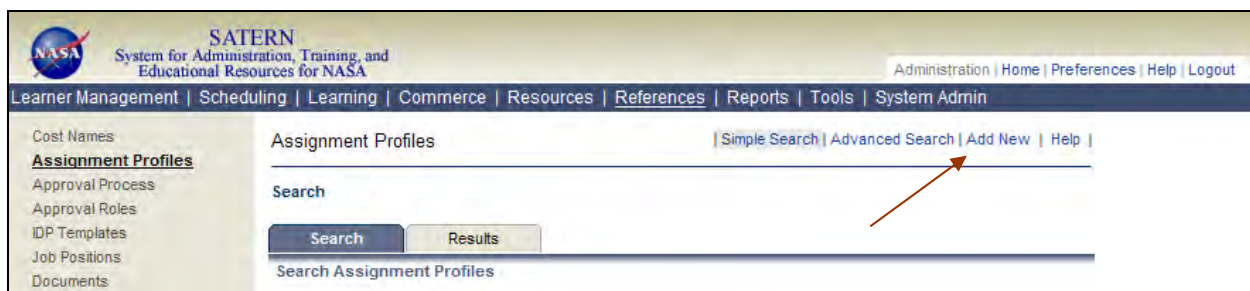 NASA
SATERN
System for Administration, Training, and
Educational Resources for NASA
Administration | Home | Preferences | Help | Logout
Learner Management | Scheduling | Learning | Commerce | Resources | References | Reports | Tools | System Admin
Cost Names
Assignment Profiles
Approval Process
Approval Roles
IDP Templates
Job Positions
Documents
Assignment Profiles
| Simple Search | Advanced Search | Add New | Help |
Search
Search
Results
Search Assignment Profiles